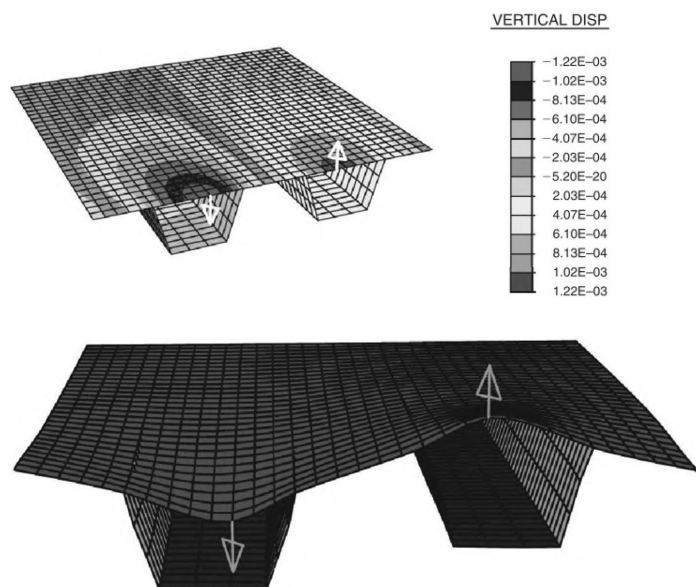 VERTICAL DISP
−1.22E–03
−1.02E–03
−8.13E–04
−6.10E–04
−4.07E–04
−2.03E–04
−5.20E–20
2.03E–04
4.07E–04
6.10E–04
8.13E–04
1.02E–03
1.22E–03